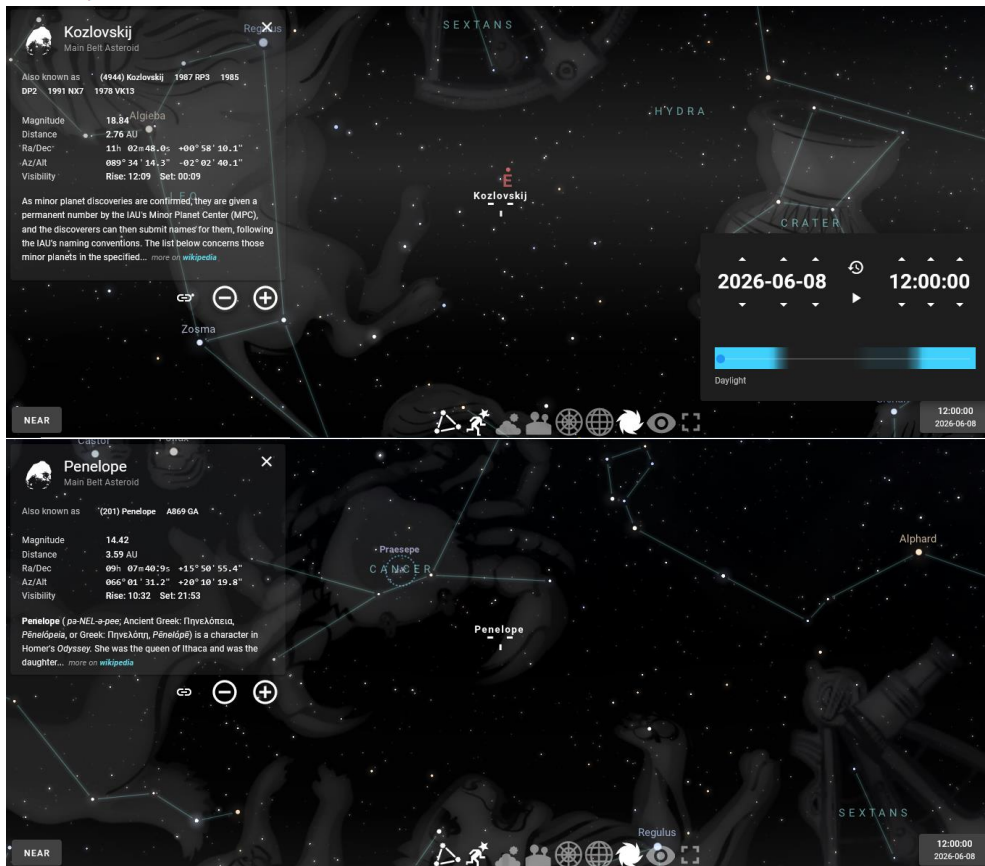 SEXTANS
Kozlovskij
Regulus
Main Belt Asteroid
Also known as (4944) Kozlovskij 1987 RP3 1985
DP2 1991 NX7 1978 VK13
HYDRA
Algieba
Magnitude 18.84
Distance 2.76 AU
Ra/Dec 11h 02m48.0s +00°58'10.1"
Az/Alt 089°34'14.3" -02°02'40.1"
Visibility Rise: 12:09 Set: 00:09
E
Kozlovskij
LEO
As minor planet discoveries are confirmed, they are given a
permanent number by the IAU's Minor Planet Center (MPC),
and the discoverers can then submit names for them, following
the IAU's naming conventions. The list below concerns those
minor planets in the specified... more on wikipedia
CRATER
2026-06-08 12:00:00
Zosma
Daylight
NEAR
12:00:00
2026-06-08
Castor
Penelope
Main Belt Asteroid
Also known as (201) Penelope A869 GA
Magnitude 14.42
Distance 3.59 AU
Ra/Dec 09h 07m40.9s +15°50'55.4"
Az/Alt 066°01'31.2" +20°10'19.8"
Visibility Rise: 10:32 Set: 21:53
Alphard
Praesepe
CANCER
Penelope
Penelope ( pə-NEL-ə-pee; Ancient Greek: Πηνελόπεια,
Pēnelópeia, or Greek: Πηνελόπη, Pēnelópē) is a character in
Homer's Odyssey. She was the queen of Ithaca and was the
daughter... more on wikipedia
SEXTANS
Regulus
NEAR
12:00:00
2026-06-08